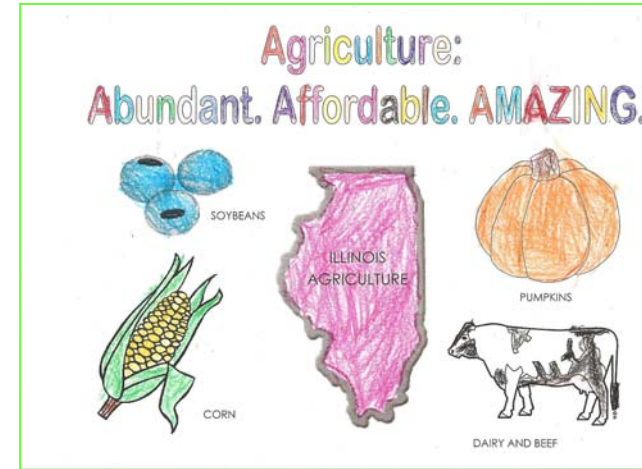 Agriculture:
Abundant. Affordable. AMAZING.
SOYBEANS
ILLINOIS
AGRICULTURE
PUMPKINS
CORN
DAIRY AND BEEF